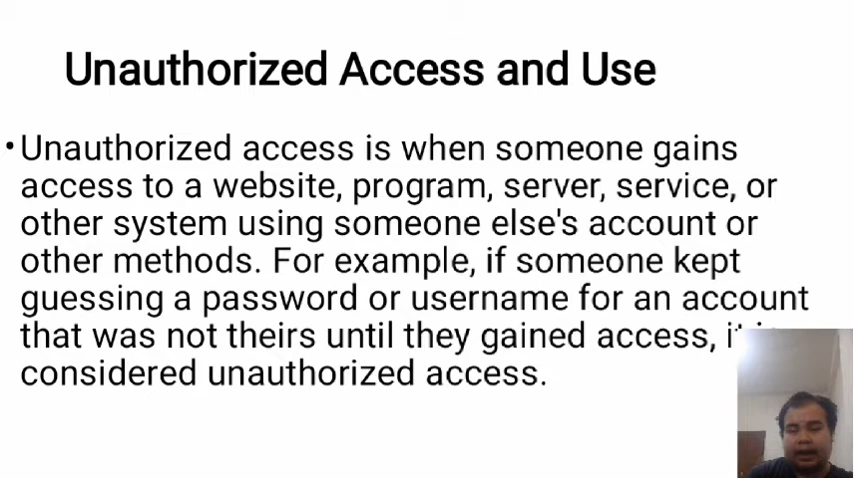 Unauthorized Access and Use
•Unauthorized access is when someone gains
access to a website, program, server, service, or
other system using someone else's account or
other methods. For example, if someone kept
guessing a password or username for an account
that was not theirs until they gained access,
considered unauthorized access.